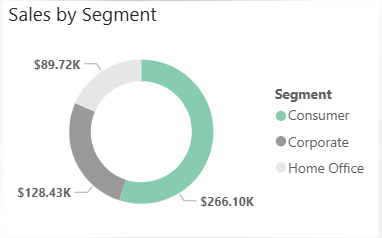 Sales by Segment
$89.72K
$128.43K
$266.10K
Segment
Consumer
Corporate
Home Office